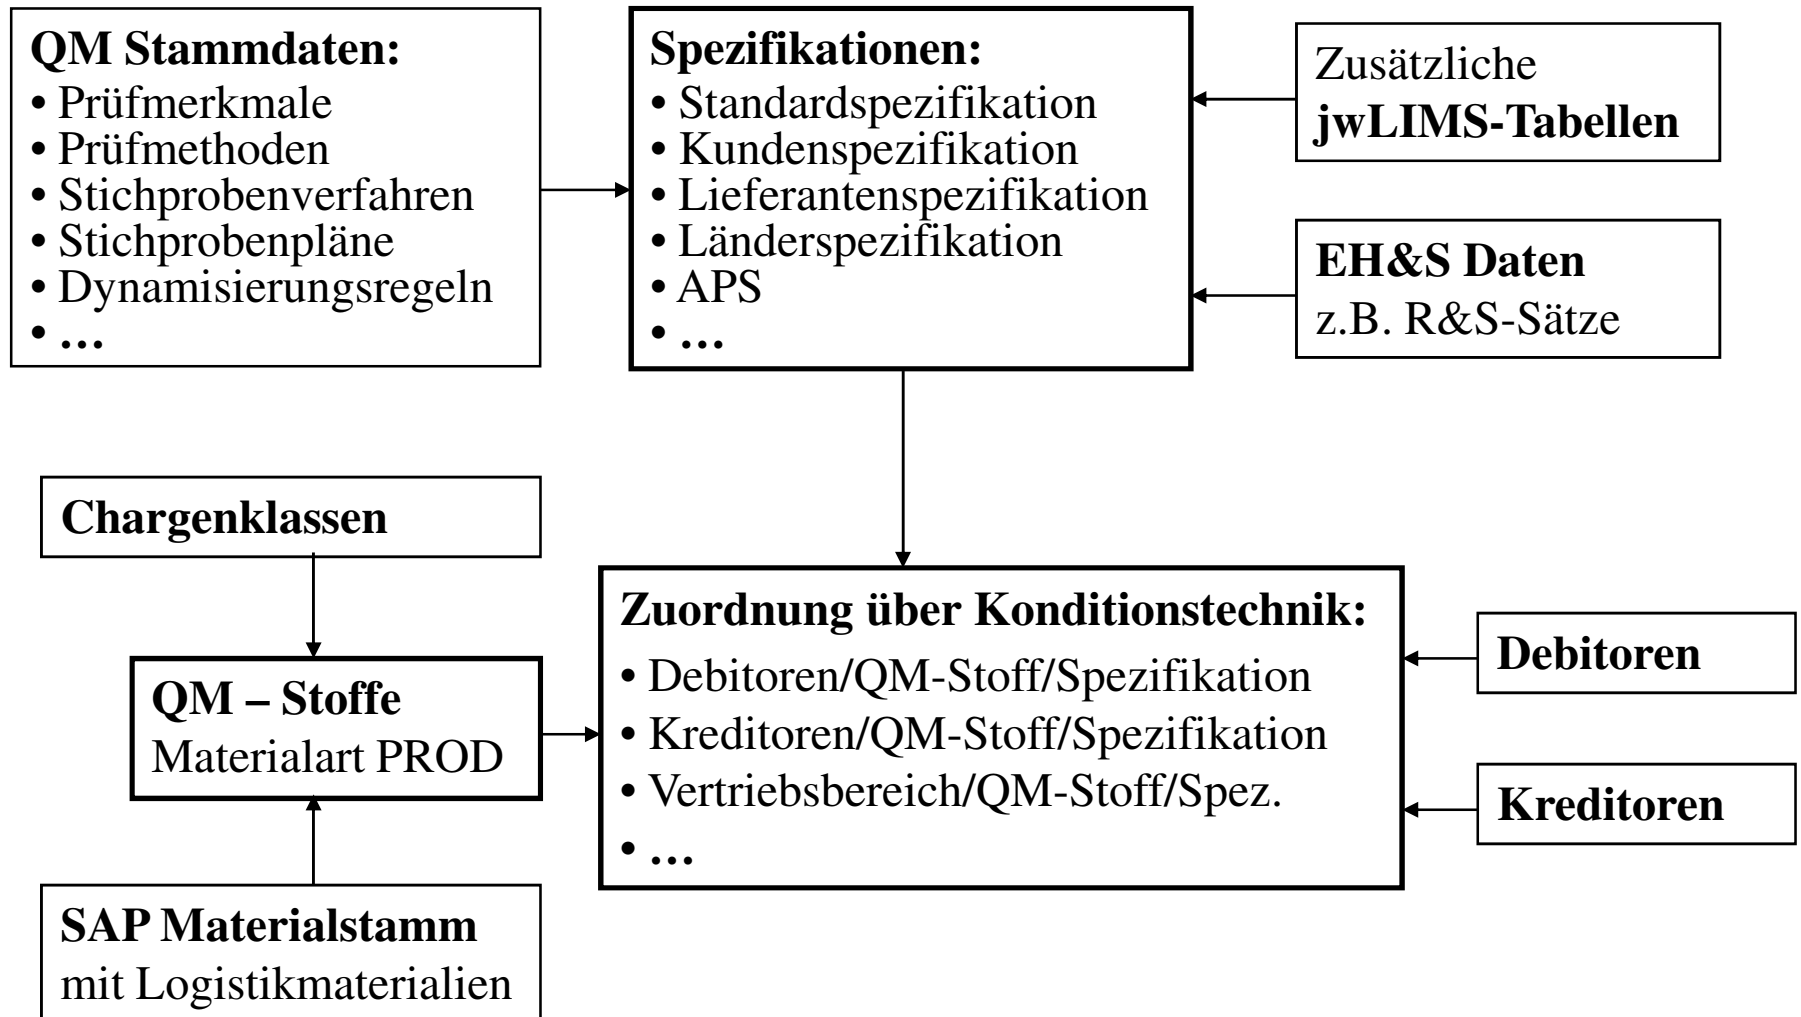 QM Stammdaten:
• Prüfmerkmale
• Prüfmethoden
• Stichprobenverfahren
• Stichprobenpläne
• Dynamisierungsregeln
• ...
Spezifikationen:
• Standardspezifikation
• Kundenspezifikation
• Lieferantenspezifikation
• Länderspezifikation
• APS
• ...
Zusätzliche
jwLIMS-Tabellen
EH&S Daten
z.B. R&S-Sätze
Chargenklassen
QM – Stoffe
Materialart PROD
SAP Materialstamm
mit Logistikmaterialien
Zuordnung über Konditionstechnik:
• Debitoren/QM-Stoff/Spezifikation
• Kreditoren/QM-Stoff/Spezifikation
• Vertriebsbereich/QM-Stoff/Spez.
• ...
Debitoren
Kreditoren